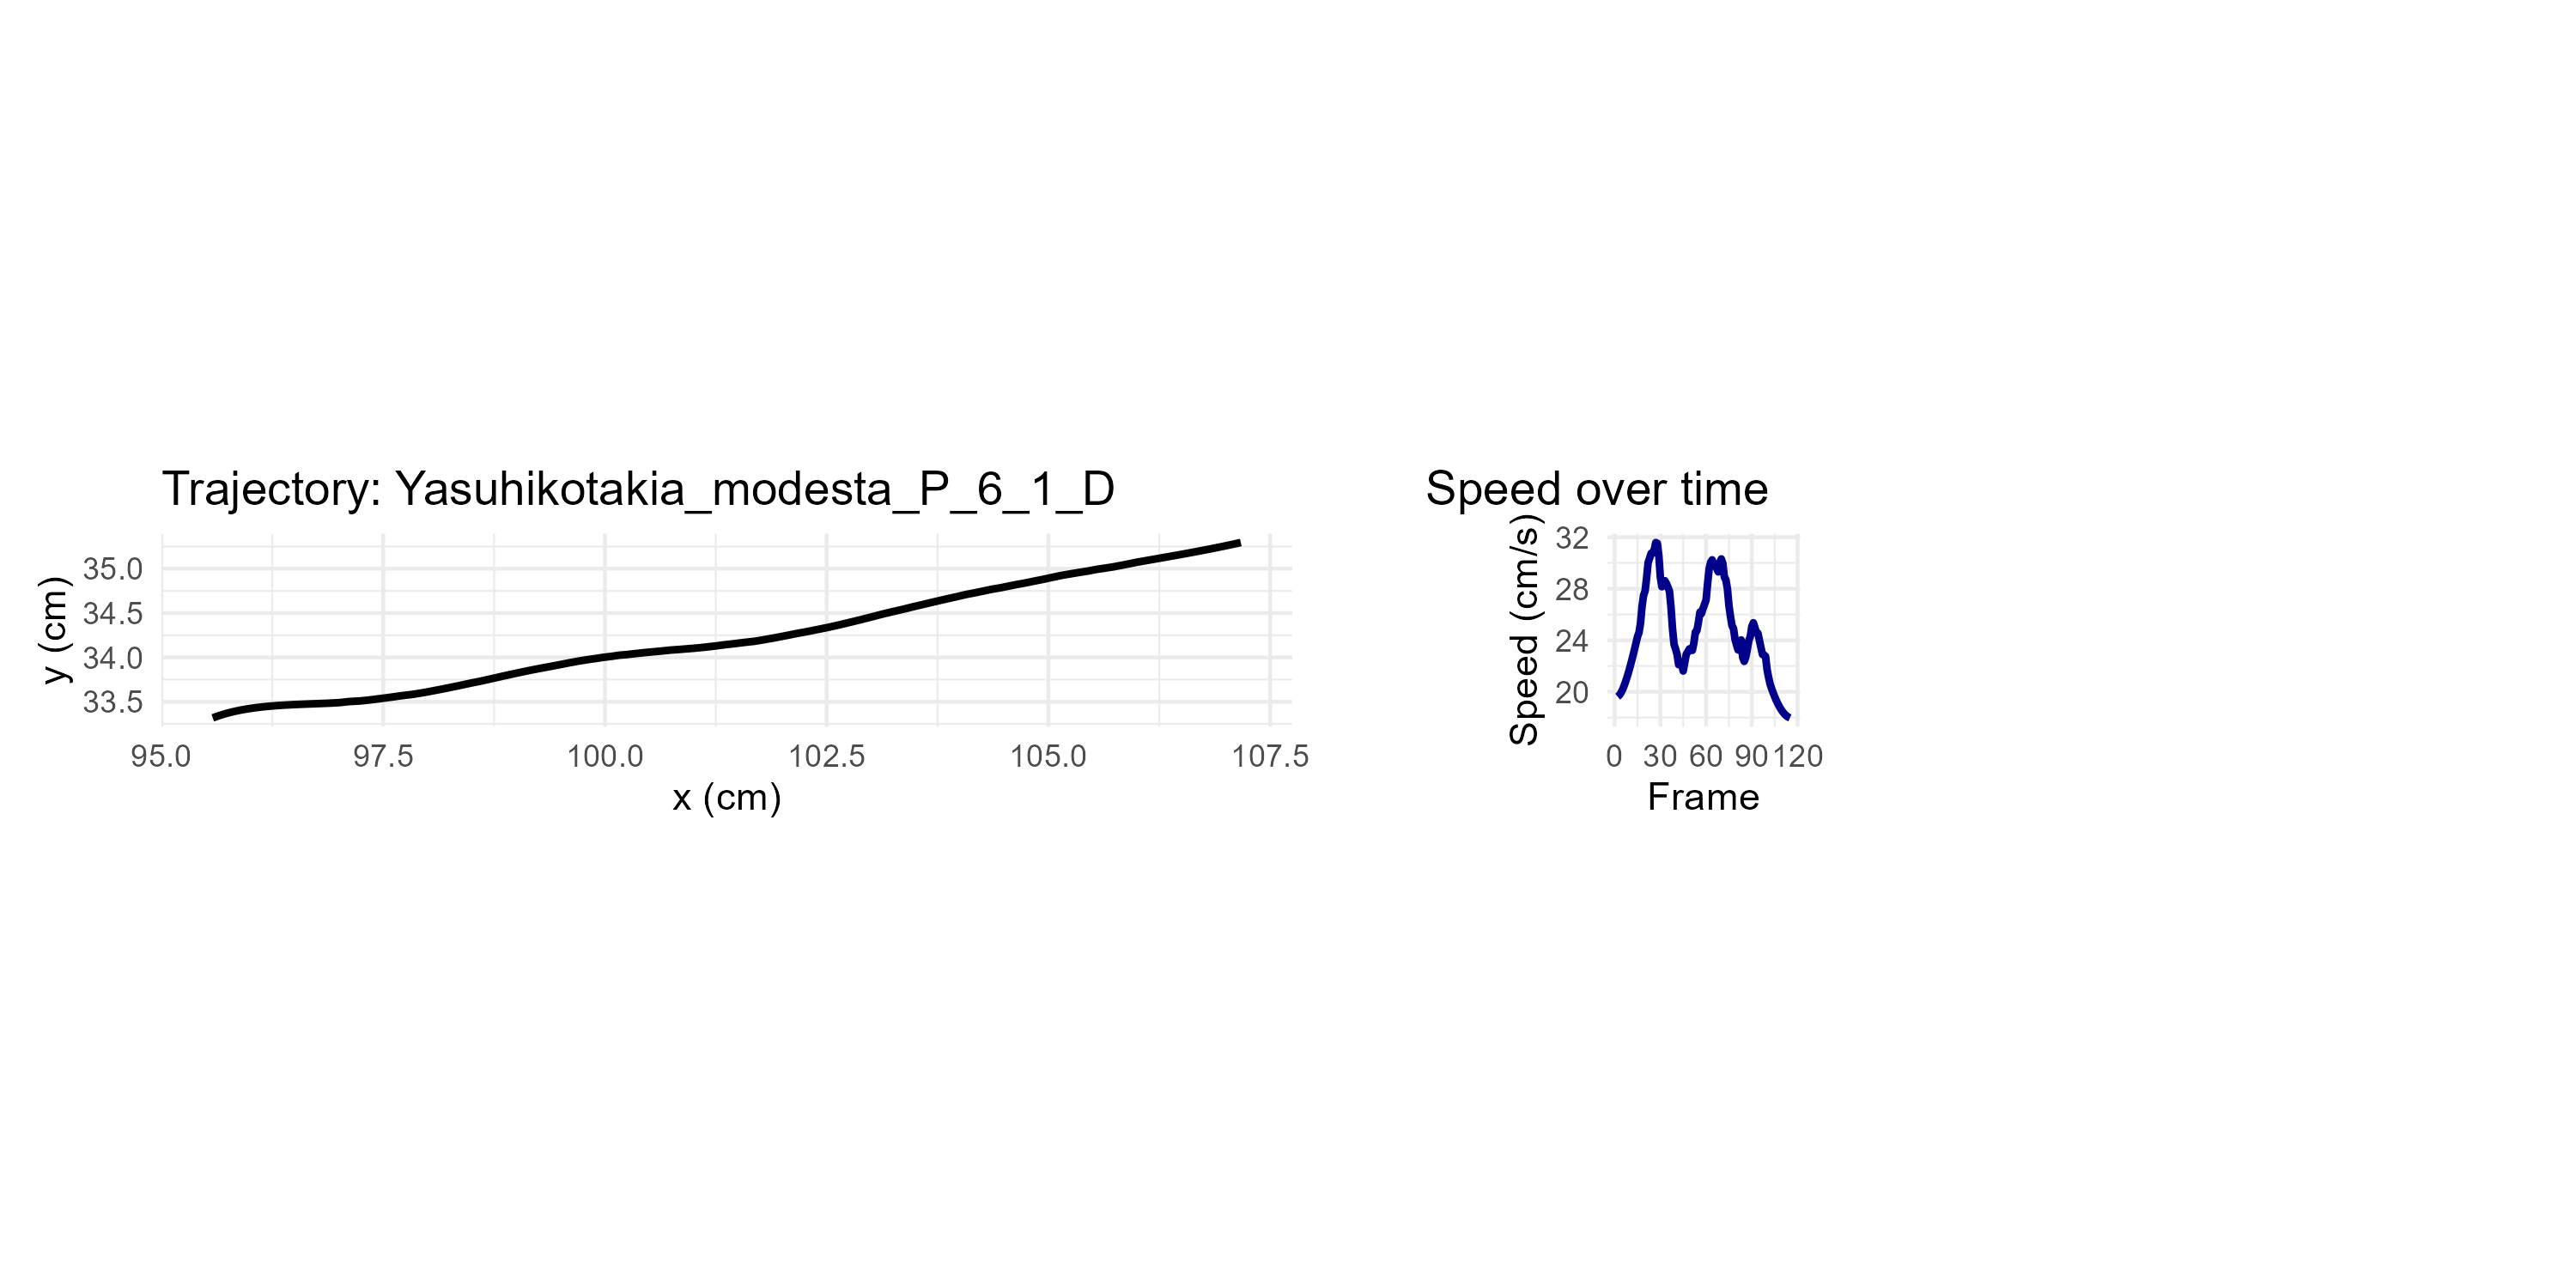 Trajectory: Yasuhikotakia_modesta_P_6_1_D
y (cm)
35.0
34.5
34.0
33.5
95.0 97.5 100.0 102.5 105.0 107.5
x (cm)
Speed over time
Speed (cm/s)
32
28
24
20
0 30 60 90 120
Frame